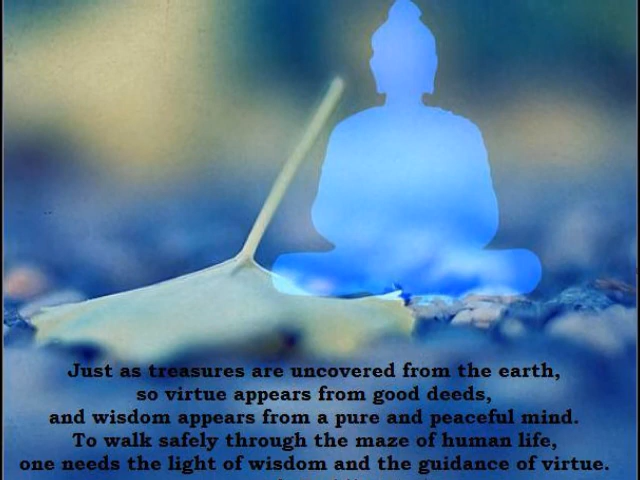 Just as treasures are uncovered from the earth,
so virtue appears from good deeds,
and wisdom appears from a pure and peaceful mind.
To walk safely through the maze of human life,
one needs the light of wisdom and the guidance of virtue.